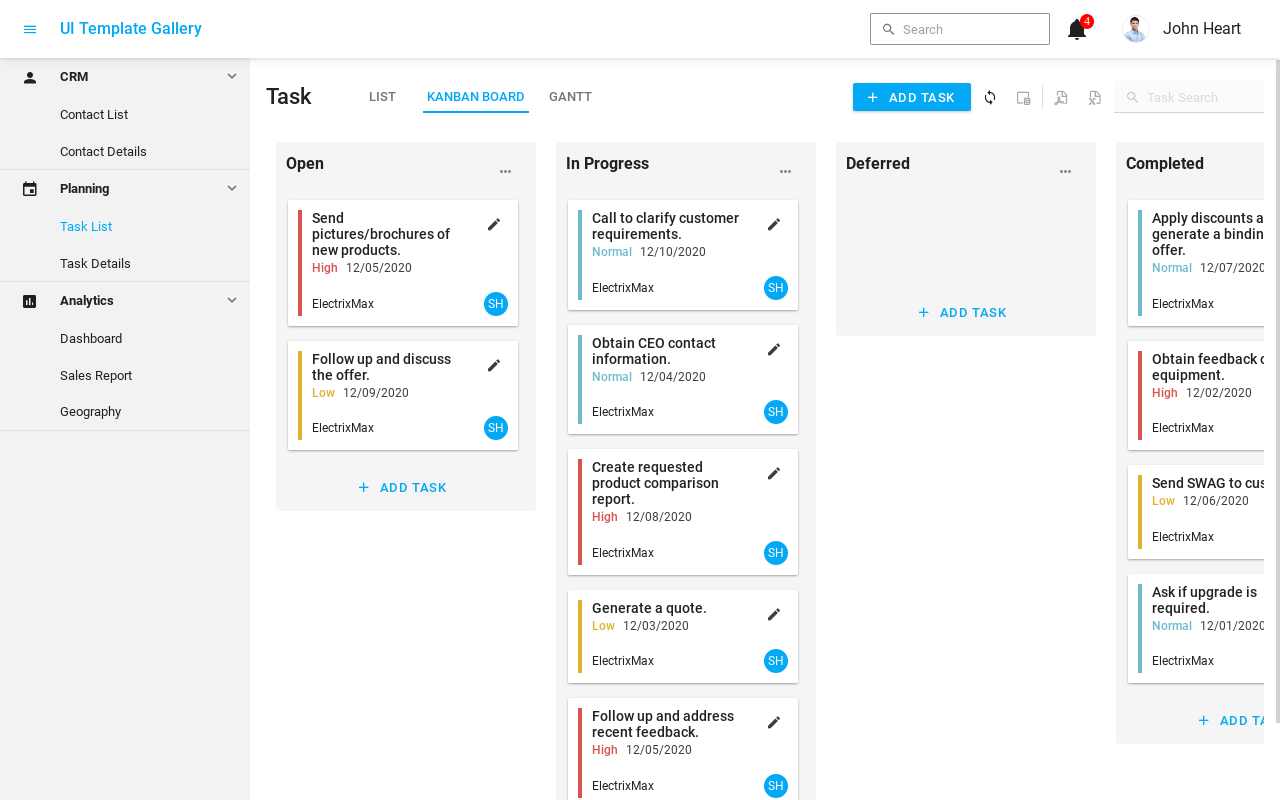 UI Template Gallery
Search
4
John Heart
CRM
Contact List
Contact Details
Planning
Task List
Task Details
Analytics
Dashboard
Sales Report
Geography
Task
LIST
KANBAN BOARD
GANTT
ADD TASK
Task Search
Open
Send
pictures/brochures of
new products.
High 12/05/2020
ElectrixMax
SH
Follow up and discuss
the offer.
Low 12/09/2020
ElectrixMax
SH
ADD TASK
In Progress
Call to clarify customer
requirements.
Normal 12/10/2020
ElectrixMax
SH
Obtain CEO contact
information.
Normal 12/04/2020
ElectrixMax
SH
Create requested
product comparison
report.
High 12/08/2020
ElectrixMax
SH
Generate a quote.
Low 12/03/2020
ElectrixMax
SH
Follow up and address
recent feedback.
High 12/05/2020
ElectrixMax
SH
Deferred
ADD TASK
Completed
Apply discounts a
generate a bindin
offer.
Normal 12/07/2020
ElectrixMax
Obtain feedback o
equipment.
High 12/02/2020
ElectrixMax
Send SWAG to cus
Low 12/06/2020
ElectrixMax
Ask if upgrade is
required.
Normal 12/01/2020
ElectrixMax
ADD TA